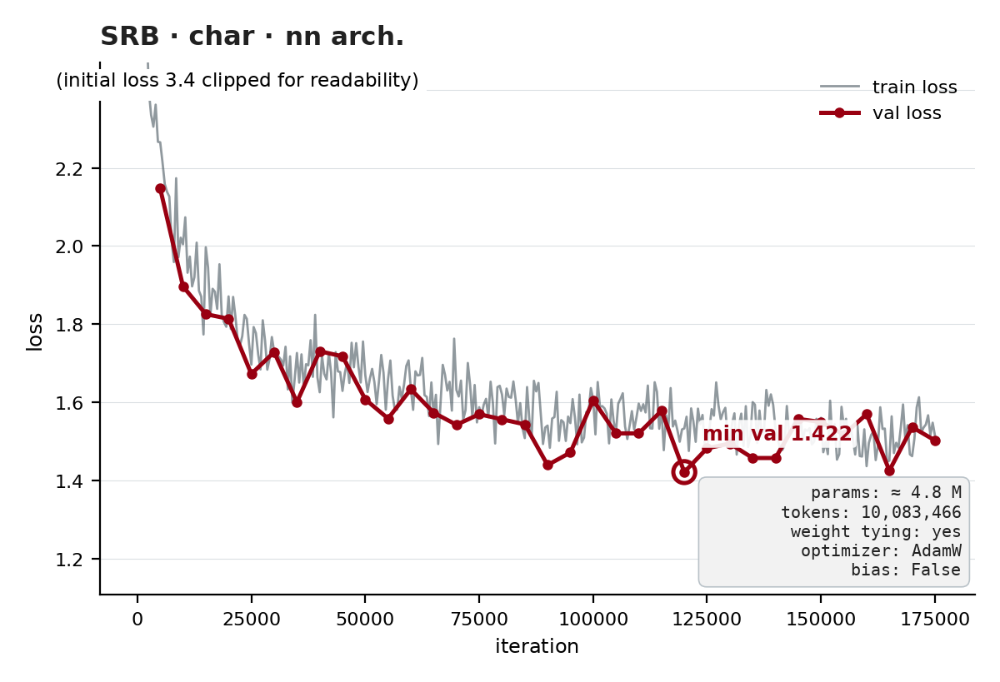 SRB · char · nn arch.
(initial loss 3.4 clipped for readability)
train loss
val loss
2.2
2.0
1.8
1.6
1.4
1.2
loss
min val 1.422
params: ≈ 4.8 M
tokens: 10,083,466
weight tying: yes
optimizer: AdamW
bias: False
0 25000 50000 75000 100000 125000 150000 175000
iteration